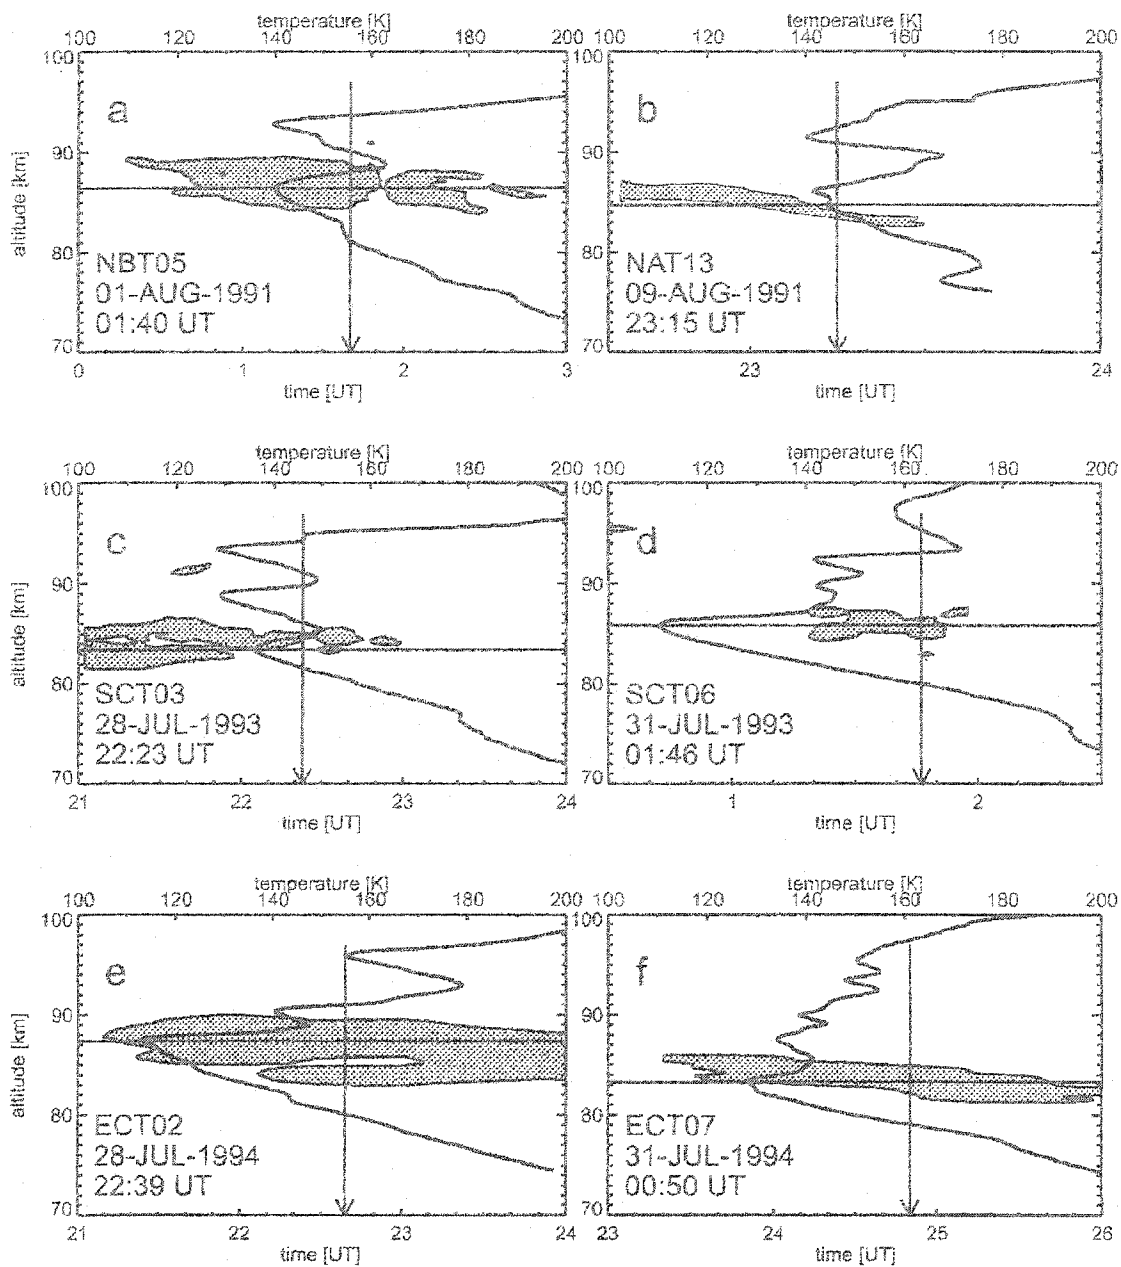 temperature [K]
100 120 140 160 180 200
100
90
80
70
altitude [km]
a
NBT05
01-AUG-1991
01:40 UT
0 1 2 3
time [UT]
temperature [K]
100 120 140 160 180 200
100
90
80
70
b
NAT13
09-AUG-1991
23:15 UT
23 24
time [UT]
temperature [K]
100 120 140 160 180 200
100
90
80
70
altitude [km]
c
SCT03
28-JUL-1993
22:23 UT
21 22 23 24
time [UT]
temperature [K]
100 120 140 160 180 200
100
90
80
70
d
SCT06
31-JUL-1993
01:46 UT
1 2
time [UT]
temperature [K]
100 120 140 160 180 200
100
90
80
70
altitude [km]
e
ECT02
28-JUL-1994
22:39 UT
21 22 23 24
time [UT]
temperature [K]
100 120 140 160 180 200
100
90
80
70
f
ECT07
31-JUL-1994
00:50 UT
23 24 25 26
time [UT]